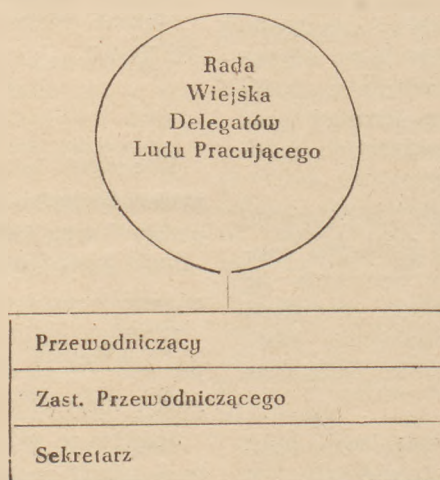 Rada
Wiejska
Delegatów
Ludu Pracującego
Przewodniczący
Zast. Przewodniczącego
Sekretarz